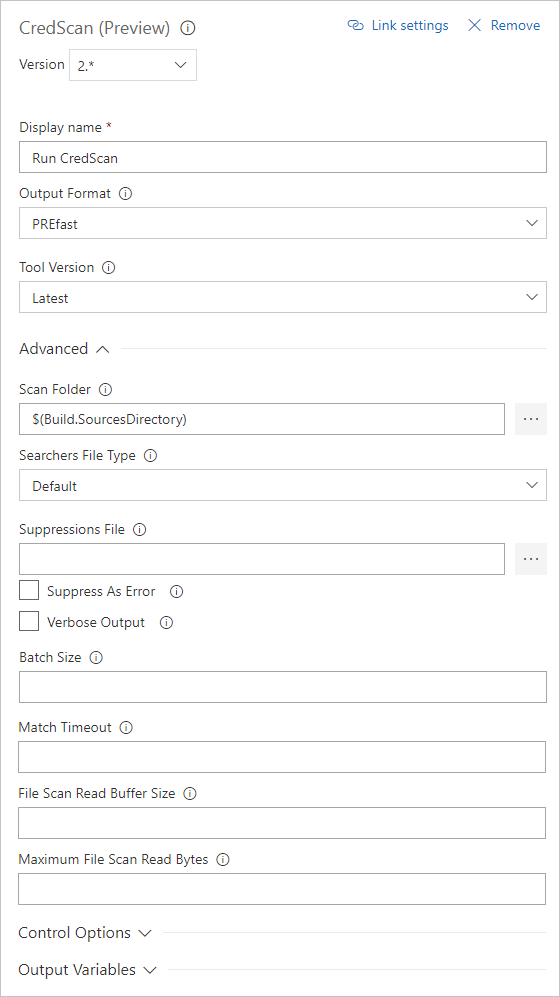 CredScan (Preview) Link settings Remove
Version 2.*
Display name *
Run CredScan
Output Format
PREfast
Tool Version
Latest
Advanced
Scan Folder
$(Build.SourcesDirectory) ...
Searchers File Type
Default
Suppressions File
...
Suppress As Error
Verbose Output
Batch Size
Match Timeout
File Scan Read Buffer Size
Maximum File Scan Read Bytes
Control Options
Output Variables